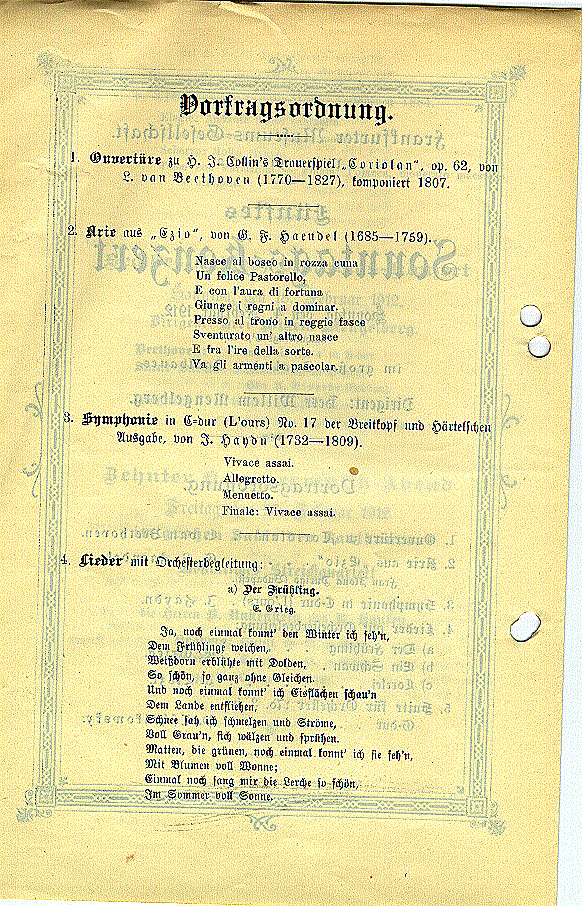 Vortragsordnung.
1. Ouvertüre zu H. J. Collin's Trauerspiel „Coriolan", op. 62, von
L. van Beethoven (1770—1827), komponiert 1807.
2. Arie aus „Ezio", von G. F. Haendel (1685—1759).
Nasce al bosco in rozza cuna
Un felice Pastorello,
E con l'aura di fortuna
Giunge i regni a dominar.
Presso al trono in reggie fasce
Sventurato un' altro nasce
E fra l'ire della sorte.
Va gli armenti a pascolar.
3. Symphonie in C-dur (L'ours) No. 17 der Breitkopf und Härtelschen
Ausgabe, von J. Haydn (1732—1809).
Vivace assai.
Allegretto.
Menuetto.
Finale: Vivace assai.
4. Lieder mit Orchesterbegleitung:
a) Der Frühling.
E. Grieg.
Ja, noch einmal konnt' den Winter ich seh'n,
Dem Frühlinge weichen,
Weißdorn erblühte mit Dolden,
So schön, so ganz ohne Gleichen.
Und noch einmal konnt' ich Eisflächen schau'n
Dem Lande entfliehen,
Schnee sah ich schmelzen und Ströme,
Voll Grau'n, sich wälzen und sprühen.
Matten, die grünen, noch einmal konnt' ich sie seh'n,
Mit Blumen voll Wonne;
Einmal noch sang mir die Lerche so schön,
Im Sommer voll Sonne.